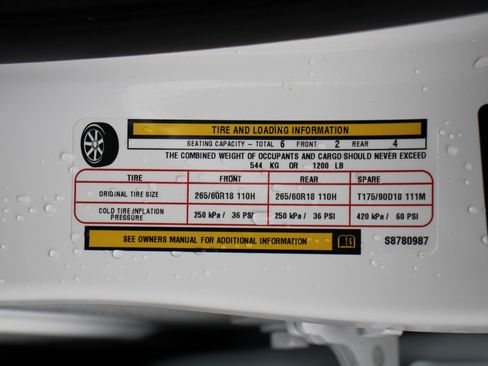 TIRE AND LOADING INFORMATION
SEATING CAPACITY - TOTAL 6 FRONT 2 REAR 4
THE COMBINED WEIGHT OF OCCUPANTS AND CARGO SHOULD NEVER EXCEED
544 KG OR 1200 LB
TIRE FRONT REAR SPARE
ORIGINAL TIRE SIZE 265/60R18 110H 265/60R18 110H T175/90D18 111M
COLD TIRE INFLATION PRESSURE 250 kPa / 36 PSI 250 kPa / 36 PSI 420 kPa / 60 PSI
SEE OWNERS MANUAL FOR ADDITIONAL INFORMATION S8780987